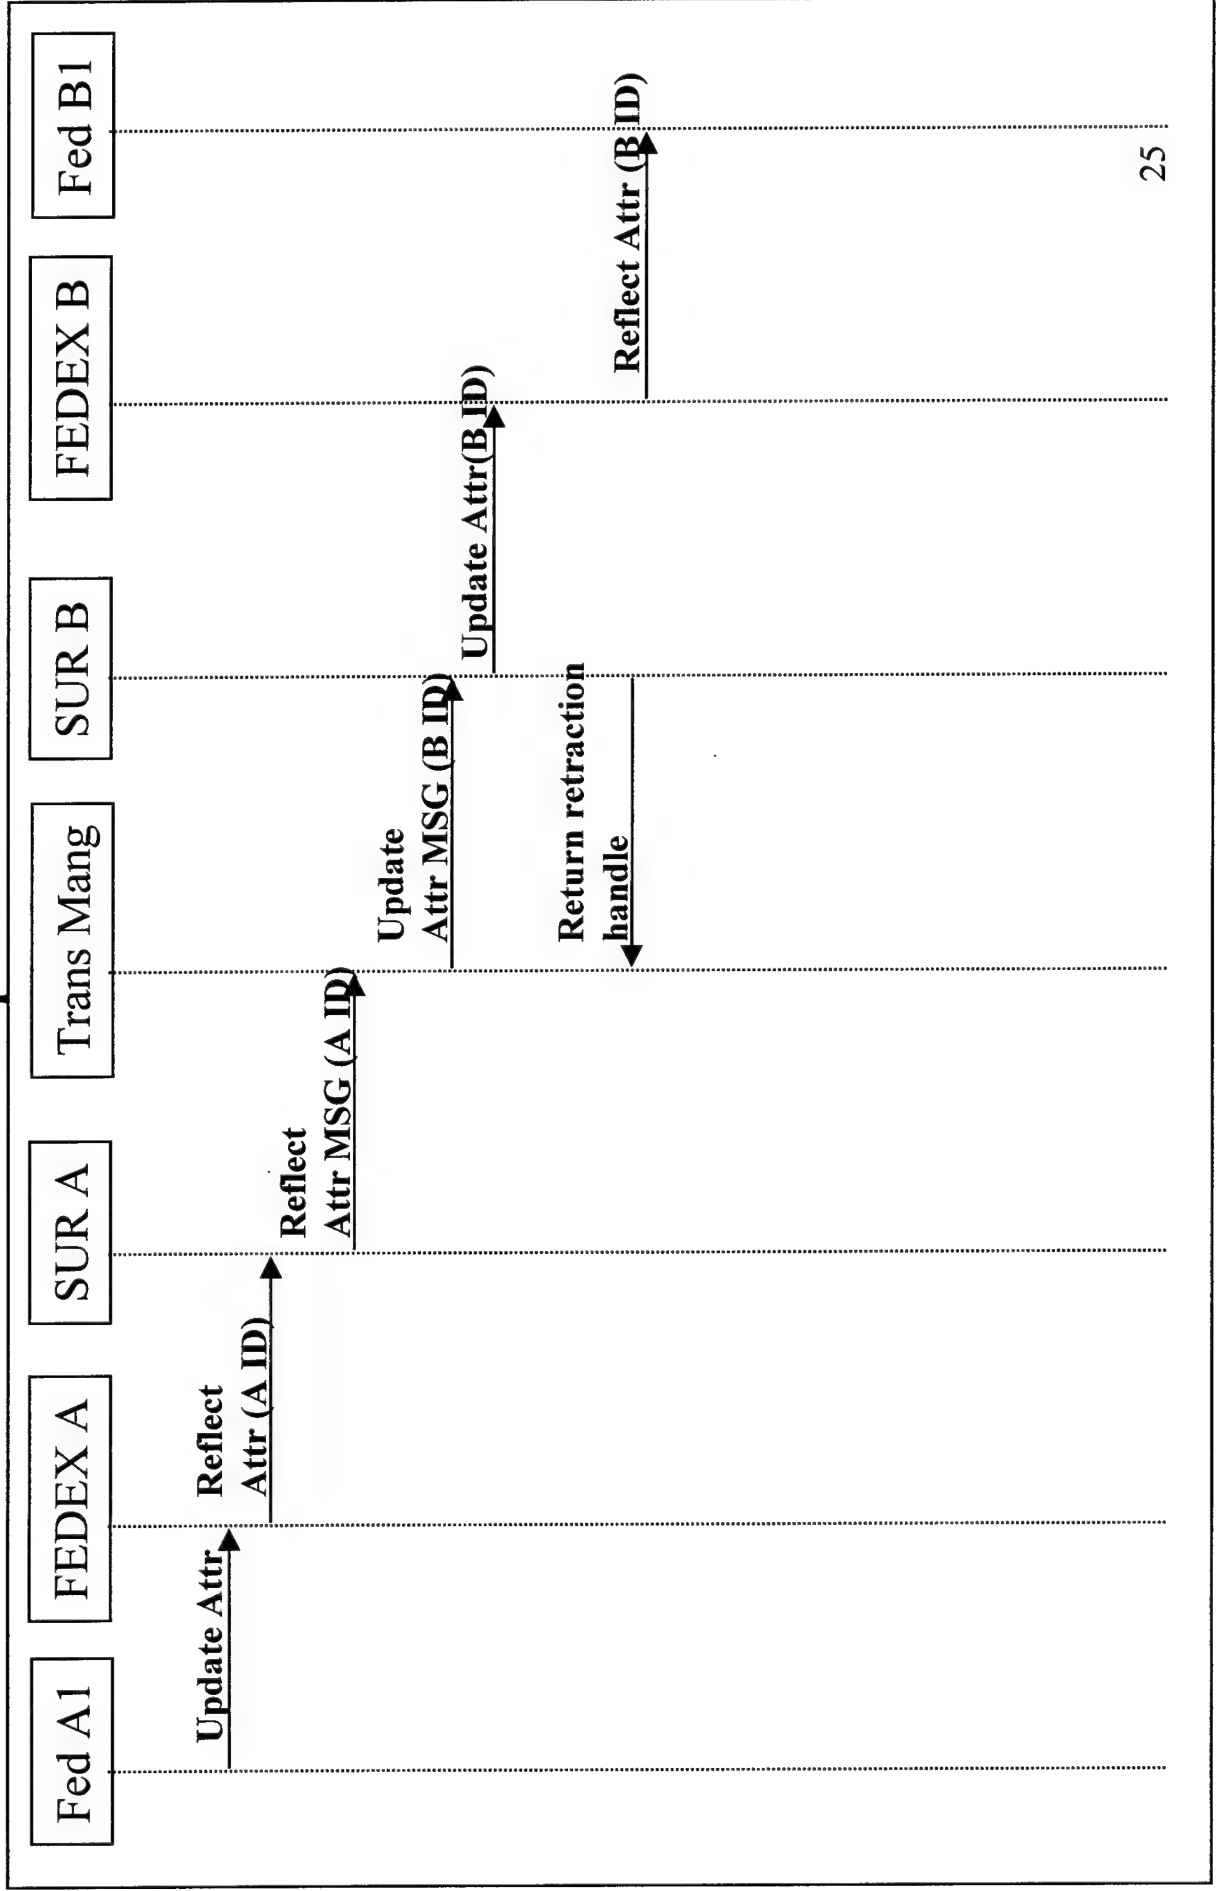 Fed A1
FEDEX A
SUR A
Trans Mang
SUR B
FEDEX B
Fed B1
Update Attr
Reflect
Attr (A ID)
Reflect
Attr MSG (A ID)
Update
Attr MSG (B ID)
Update Attr(B ID)
Return retraction
handle
Reflect Attr (B ID)
25